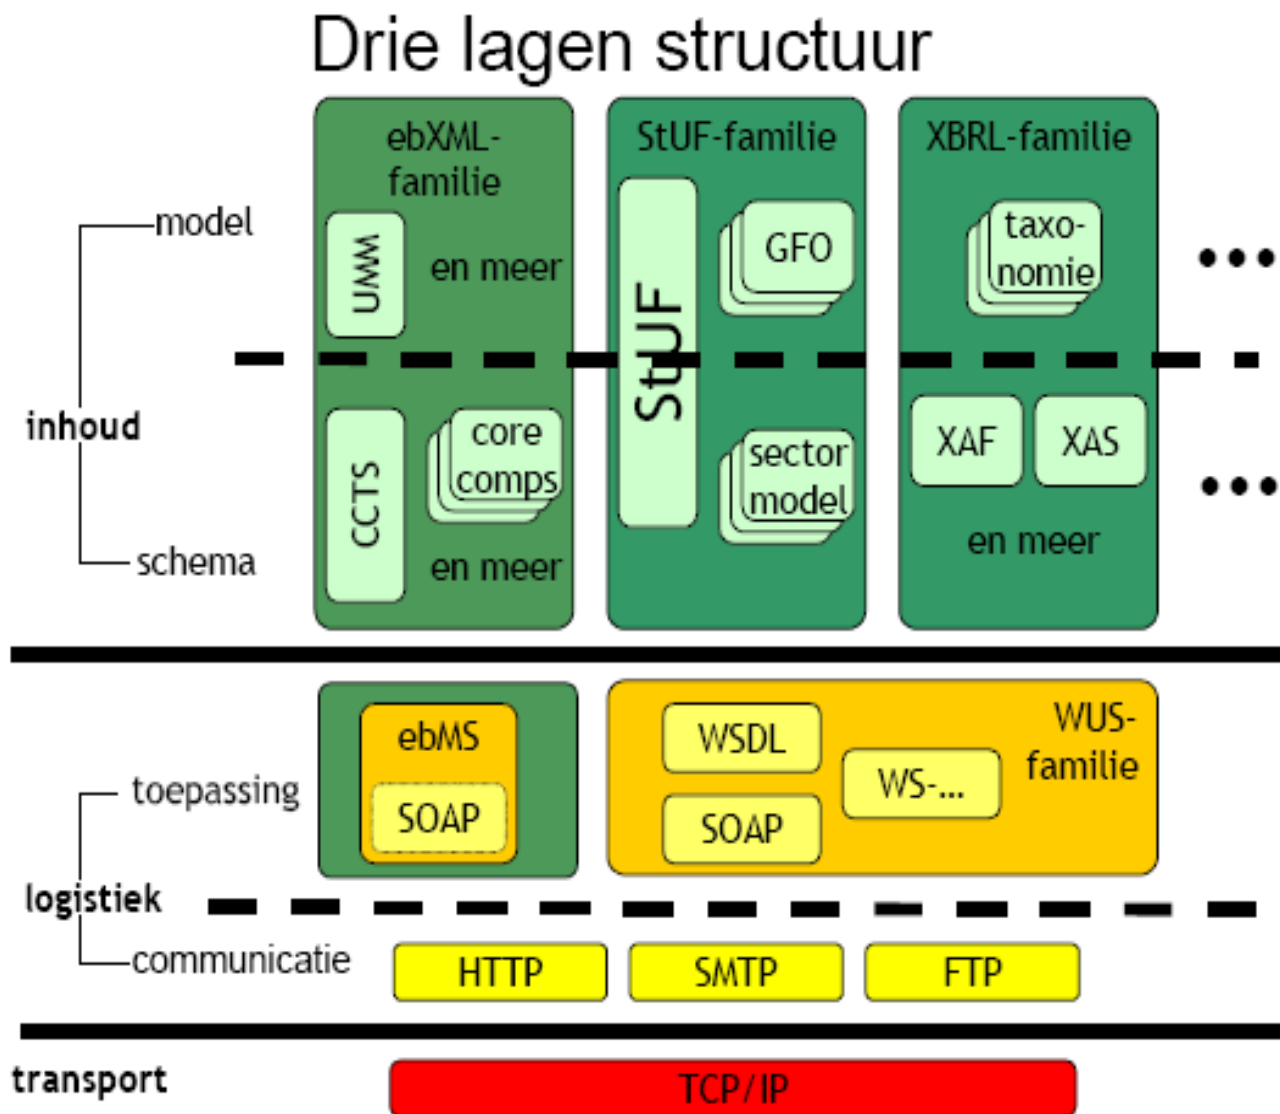 Drie lagen structuur
ebXML-
familie
StUF-familie
XBRL-familie
model
UMM
en meer
StUF
GFO
taxo-
nomie
...
inhoud
schema
CCTS
core
comps
en meer
sector
model
XAF
XAS
en meer
...
toepassing
ebMS
SOAP
WSDL
SOAP
WS-...
WUS-
familie
logistiek
communicatie
HTTP
SMTP
FTP
transport
TCP/IP